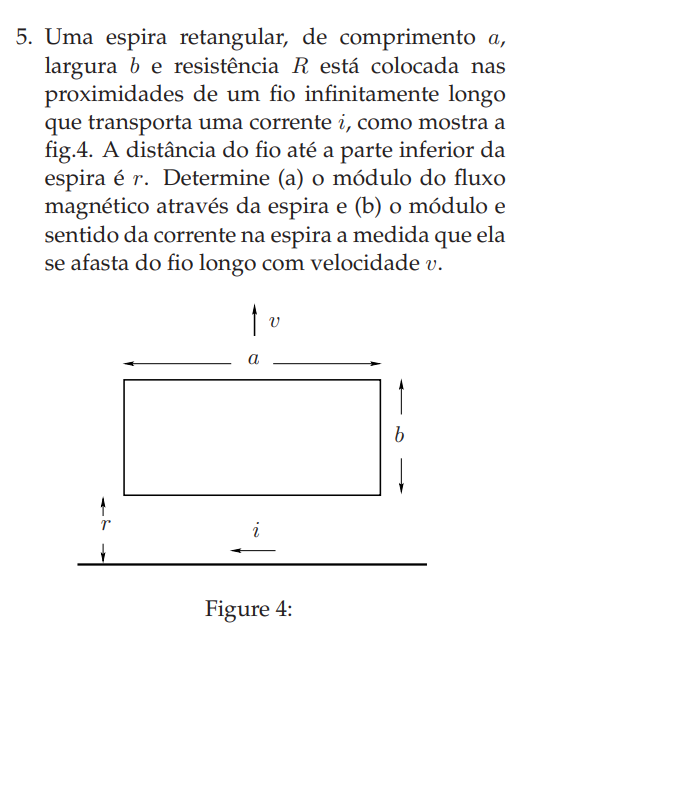 5. Uma espira retangular, de comprimento a,
largura b e resistência R está colocada nas
proximidades de um fio infinitamente longo
que transporta uma corrente i, como mostra a
fig.4. A distância do fio até a parte inferior da
espira é r. Determine (a) o módulo do fluxo
magnético através da espira e (b) o módulo e
sentido da corrente na espira a medida que ela
se afasta do fio longo com velocidade v.
v
a
b
r
i
Figure 4: